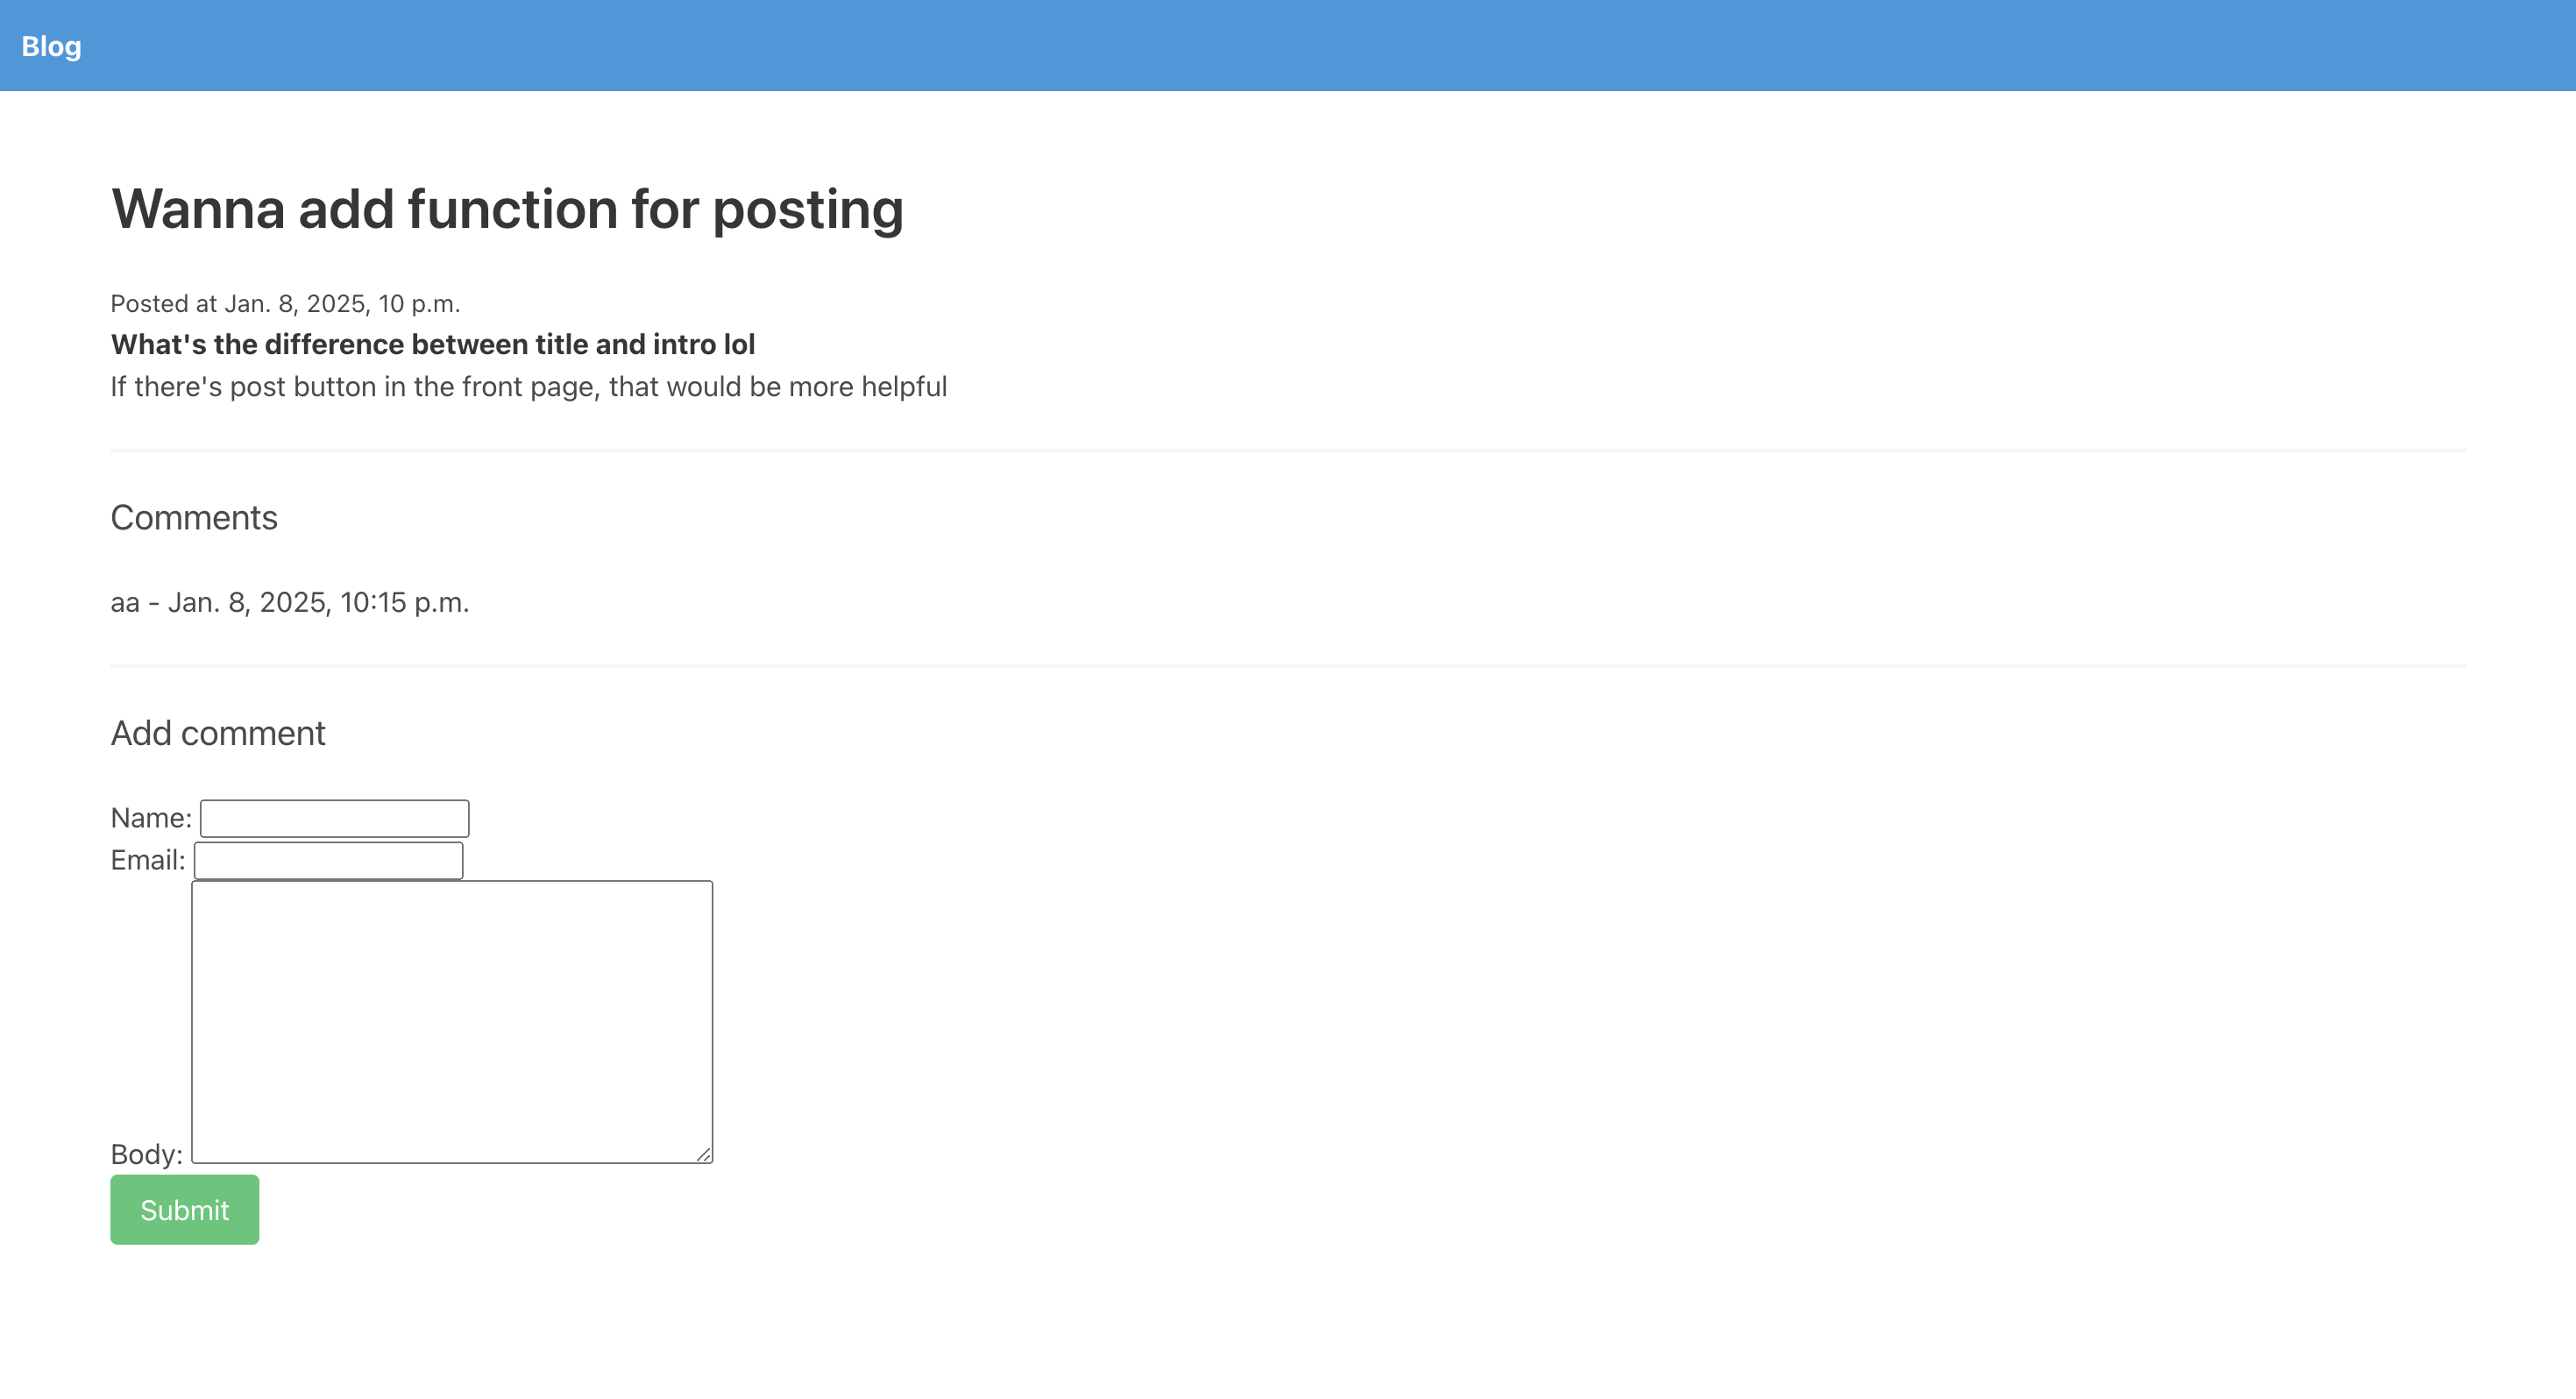 Blog
Wanna add function for posting
Posted at Jan. 8, 2025, 10 p.m.
What's the difference between title and intro lol
If there's post button in the front page, that would be more helpful
Comments
aa - Jan. 8, 2025, 10:15 p.m.
Add comment
Name:
Email:
Body:
Submit